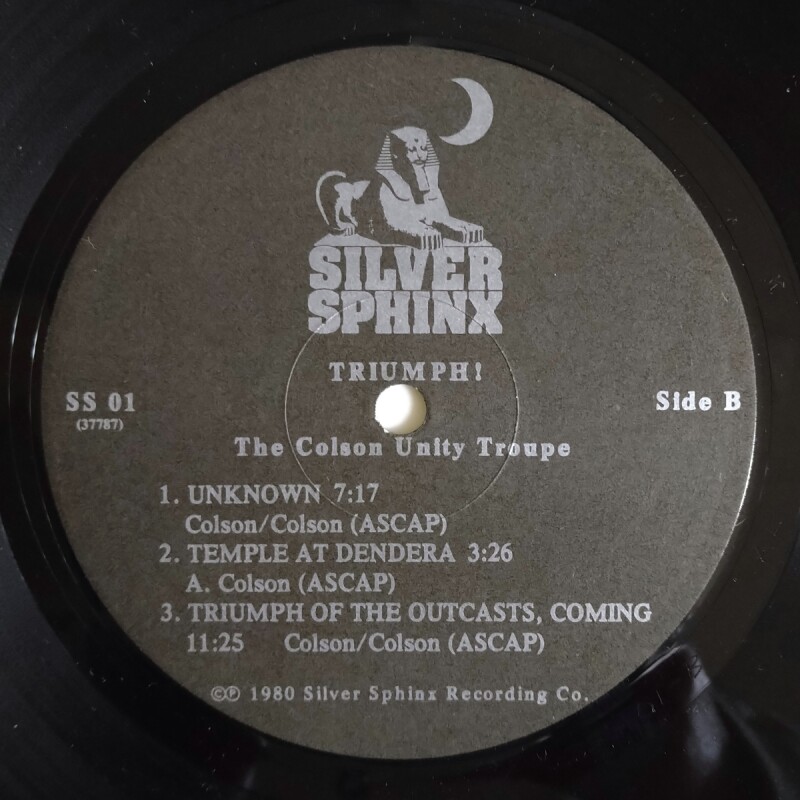 SILVER
SPHINX
TRIUMPH!
SS 01
(37787)
Side B
The Colson Unity Troupe
1. UNKNOWN 7:17
Colson/Colson (ASCAP)
2. TEMPLE AT DENDERA 3:26
A. Colson (ASCAP)
3. TRIUMPH OF THE OUTCASTS, COMING
11:25 Colson/Colson (ASCAP)
©℗ 1980 Silver Sphinx Recording Co.